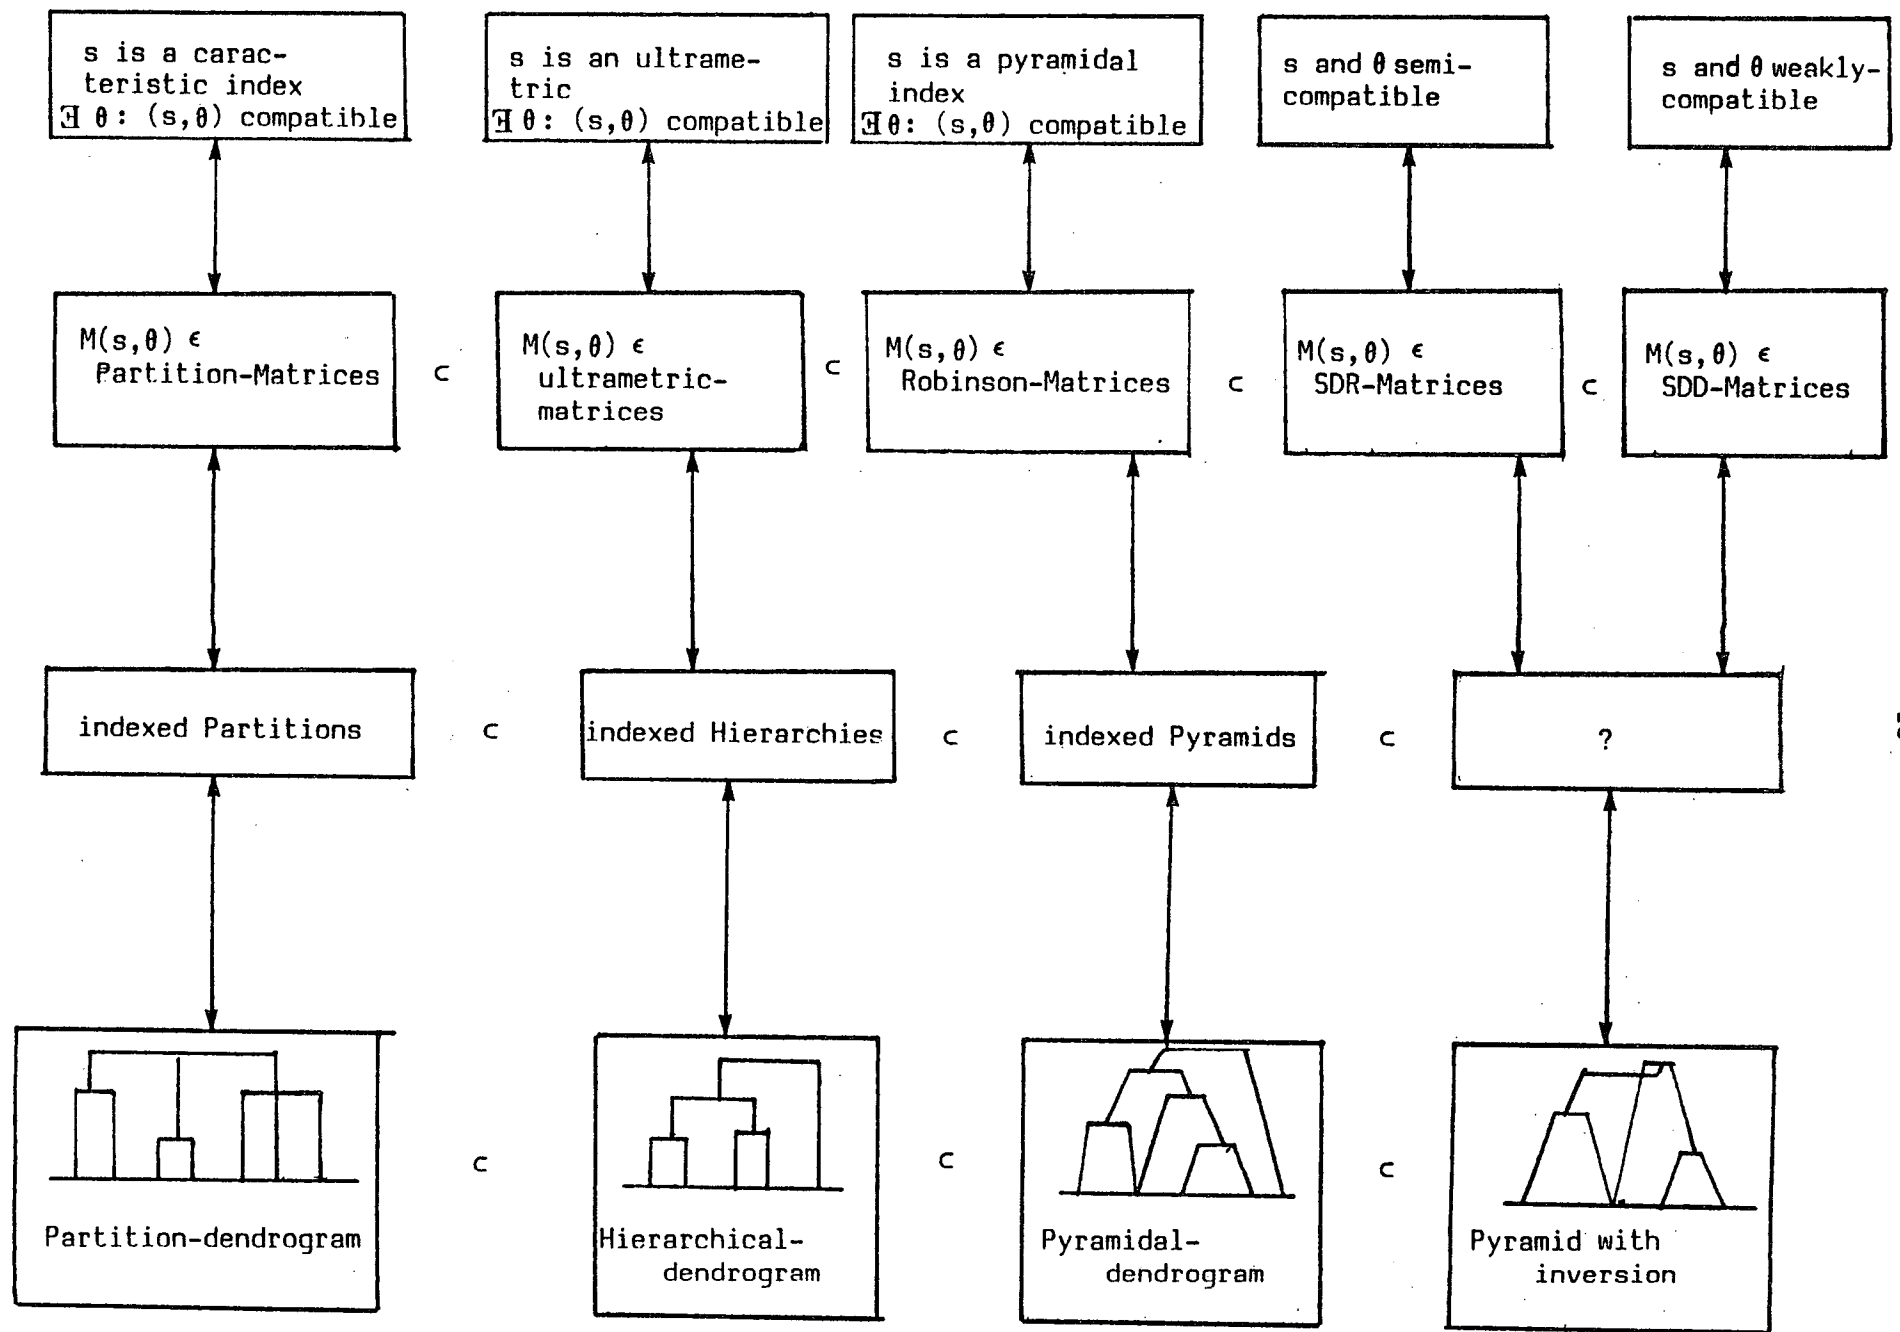 s is a carac-
teristic index
∃ θ: (s,θ) compatible
s is an ultrame-
tric
∃ θ: (s,θ) compatible
s is a pyramidal
index
∃ θ: (s,θ) compatible
s and θ semi-
compatible
s and θ weakly-
compatible
M(s,θ) ϵ
Partition-Matrices
⊂
M(s,θ) ϵ
ultrametric-
matrices
⊂
M(s,θ) ϵ
Robinson-Matrices
⊂
M(s,θ) ϵ
SDR-Matrices
⊂
M(s,θ) ϵ
SDD-Matrices
indexed Partitions
⊂
indexed Hierarchies
⊂
indexed Pyramids
⊂
?
Partition-dendrogram
⊂
Hierarchical-
dendrogram
⊂
Pyramidal-
dendrogram
⊂
Pyramid with
inversion